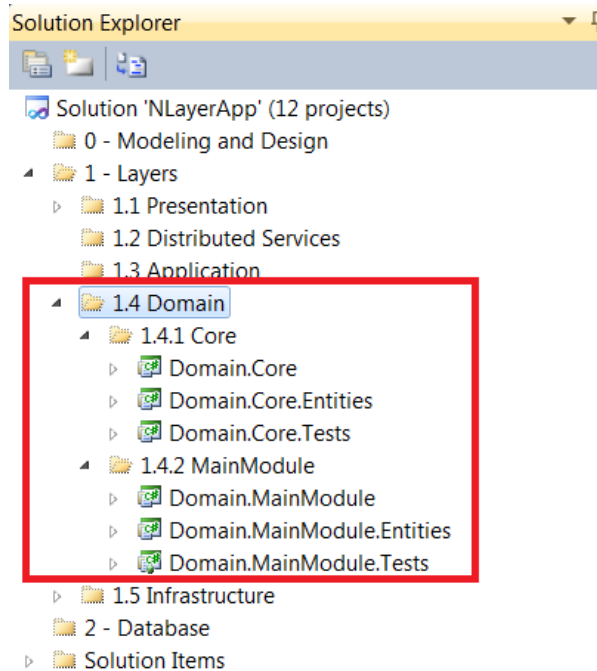 Solution Explorer
Solution 'NLayerApp' (12 projects)
0 - Modeling and Design
1 - Layers
1.1 Presentation
1.2 Distributed Services
1.3 Application
1.4 Domain
1.4.1 Core
Domain.Core
Domain.Core.Entities
Domain.Core.Tests
1.4.2 MainModule
Domain.MainModule
Domain.MainModule.Entities
Domain.MainModule.Tests
1.5 Infrastructure
2 - Database
Solution Items